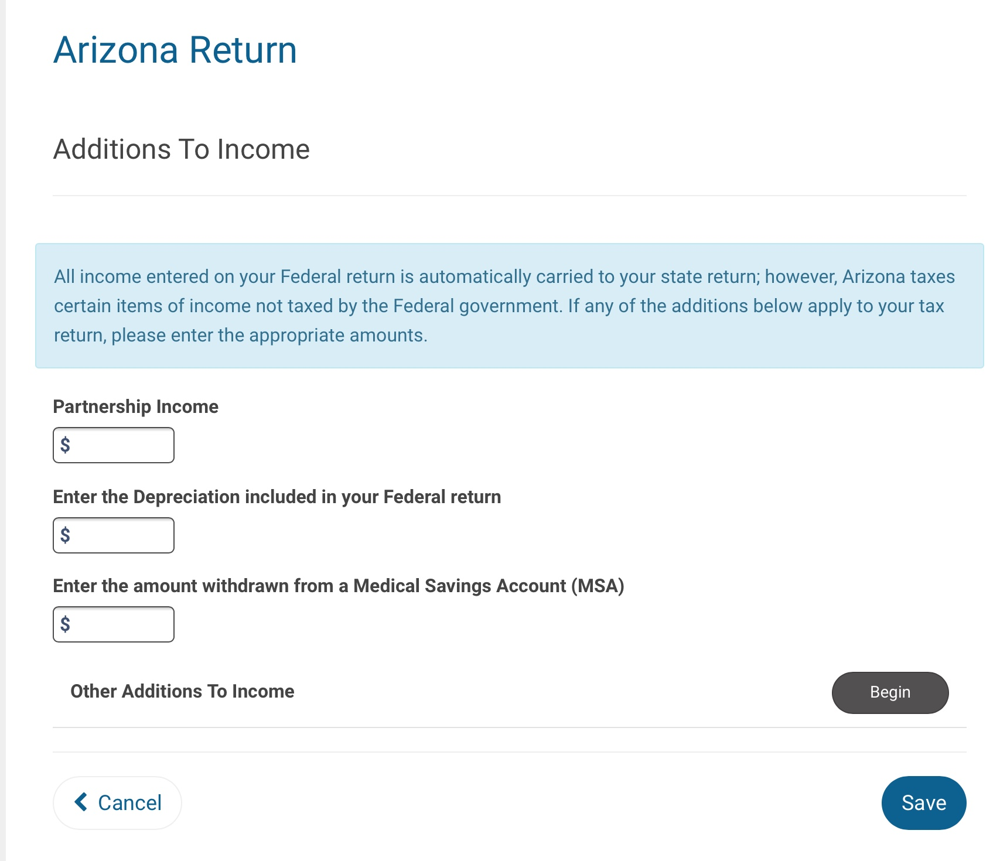 Arizona Return
Additions To Income
All income entered on your Federal return is automatically carried to your state return; however, Arizona taxes
certain items of income not taxed by the Federal government. If any of the additions below apply to your tax
return, please enter the appropriate amounts.
Partnership Income
$
Enter the Depreciation included in your Federal return
$
Enter the amount withdrawn from a Medical Savings Account (MSA)
$
Other Additions To Income
Begin
Cancel
Save